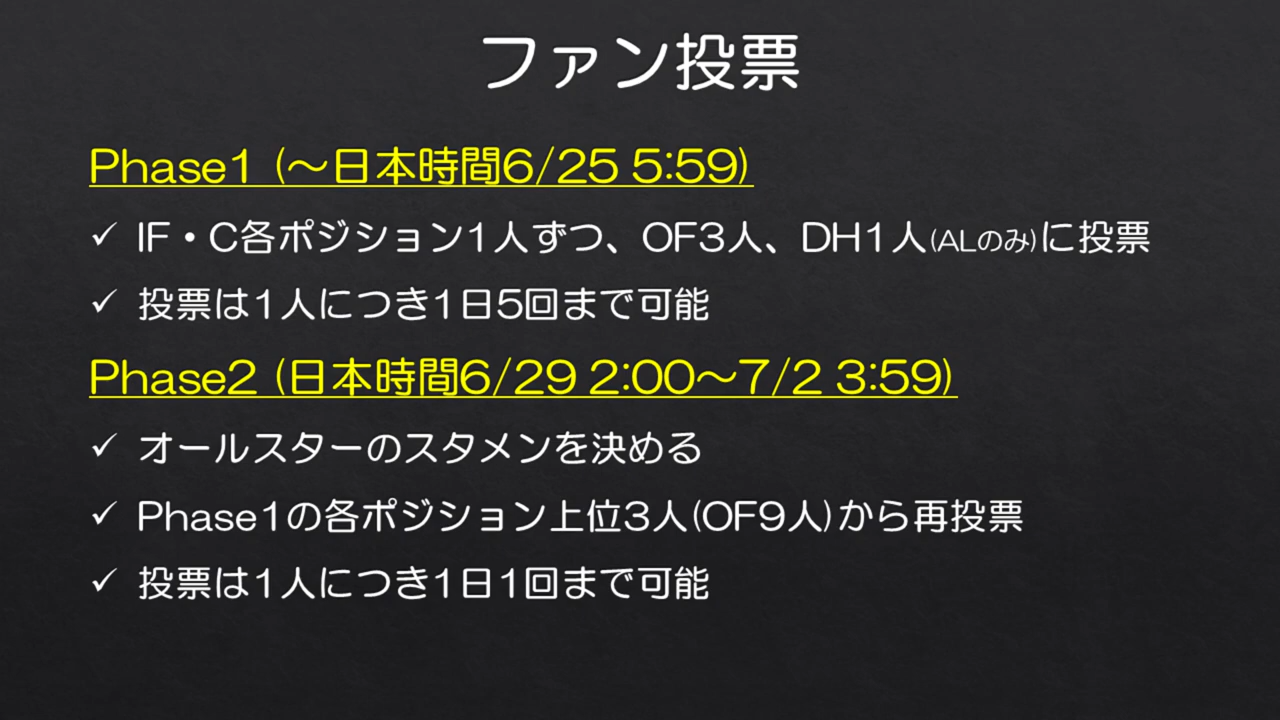 ファン投票
Phase1 (～日本時間6/25 5:59)
✓ IF・C各ポジション1人ずつ、OF3人、DH1人(ALのみ)に投票
✓ 投票は1人につき1日5回まで可能
Phase2 (日本時間6/29 2:00～7/2 3:59)
✓ オールスターのスタメンを決める
✓ Phase1の各ポジション上位3人(OF9人)から再投票
✓ 投票は1人につき1日1回まで可能